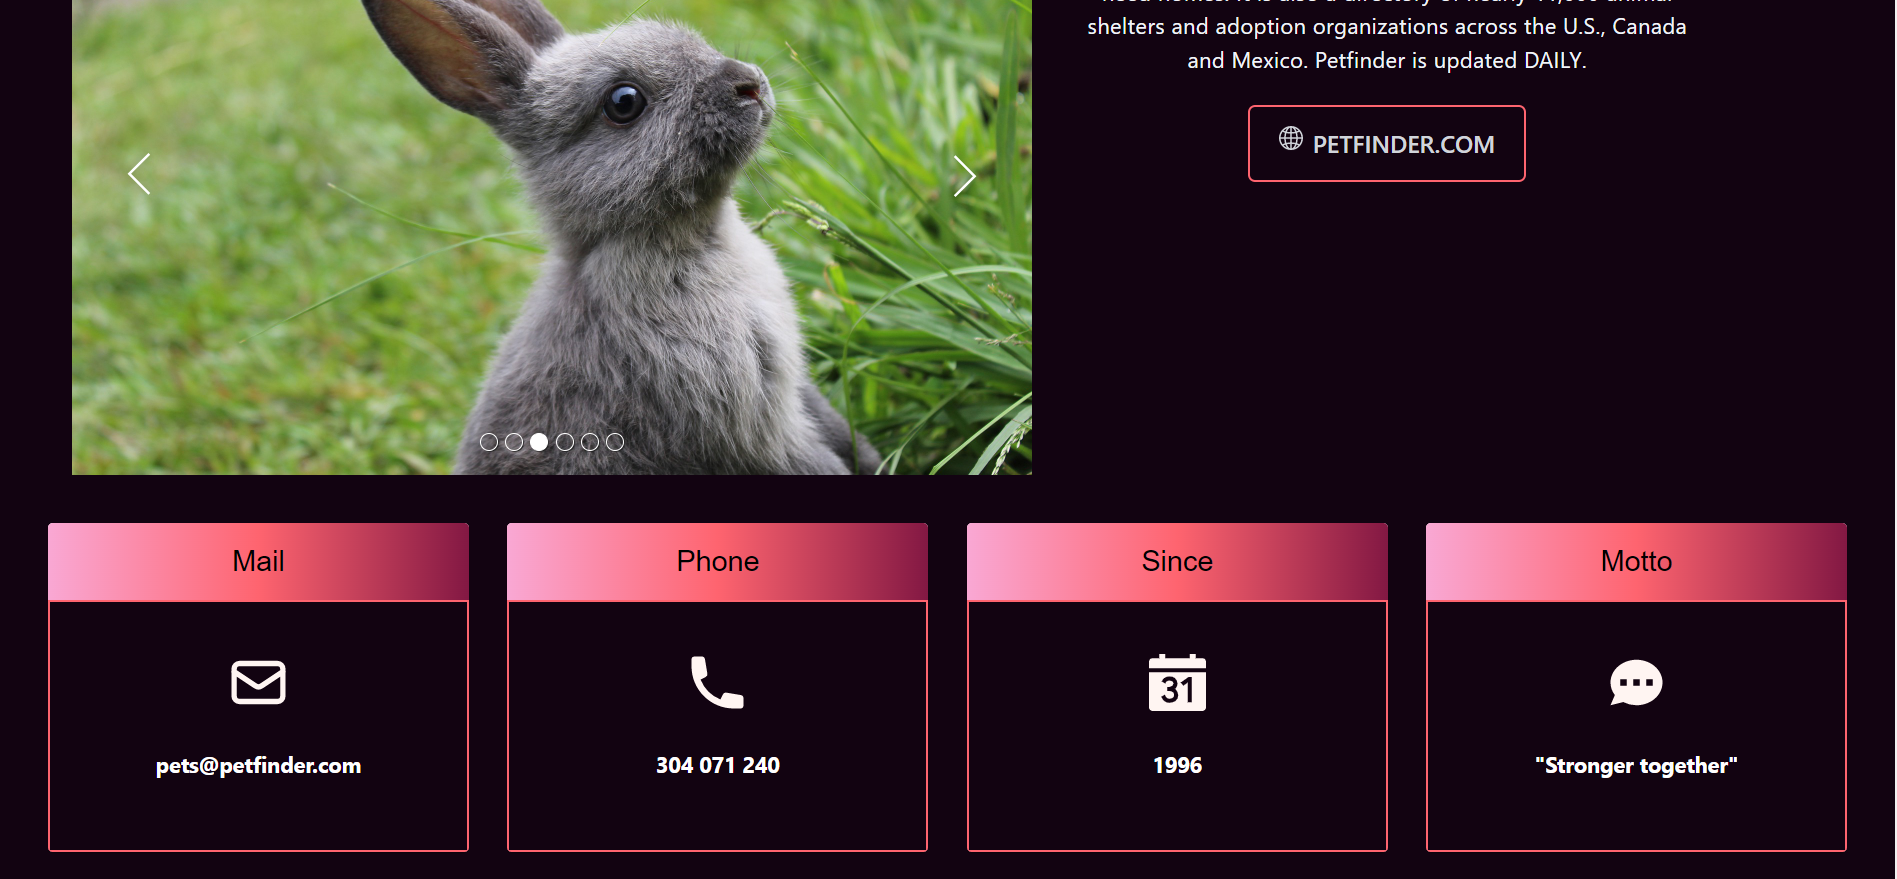 shelters and adoption organizations across the U.S., Canada
and Mexico. Petfinder is updated DAILY.
PETFINDER.COM
Mail
Phone
Since
Motto
31
pets@petfinder.com
304 071 240
1996
"Stronger together"